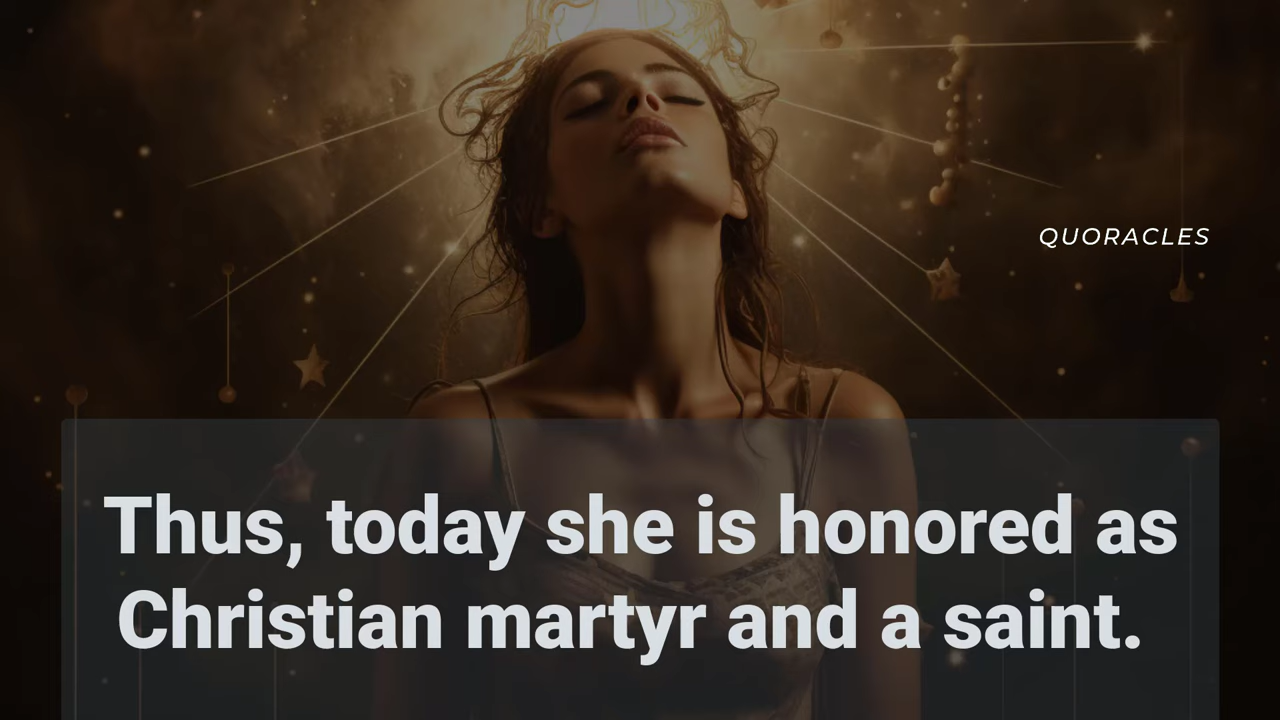 QUORACLES
Thus, today she is honored as
Christian martyr and a saint.